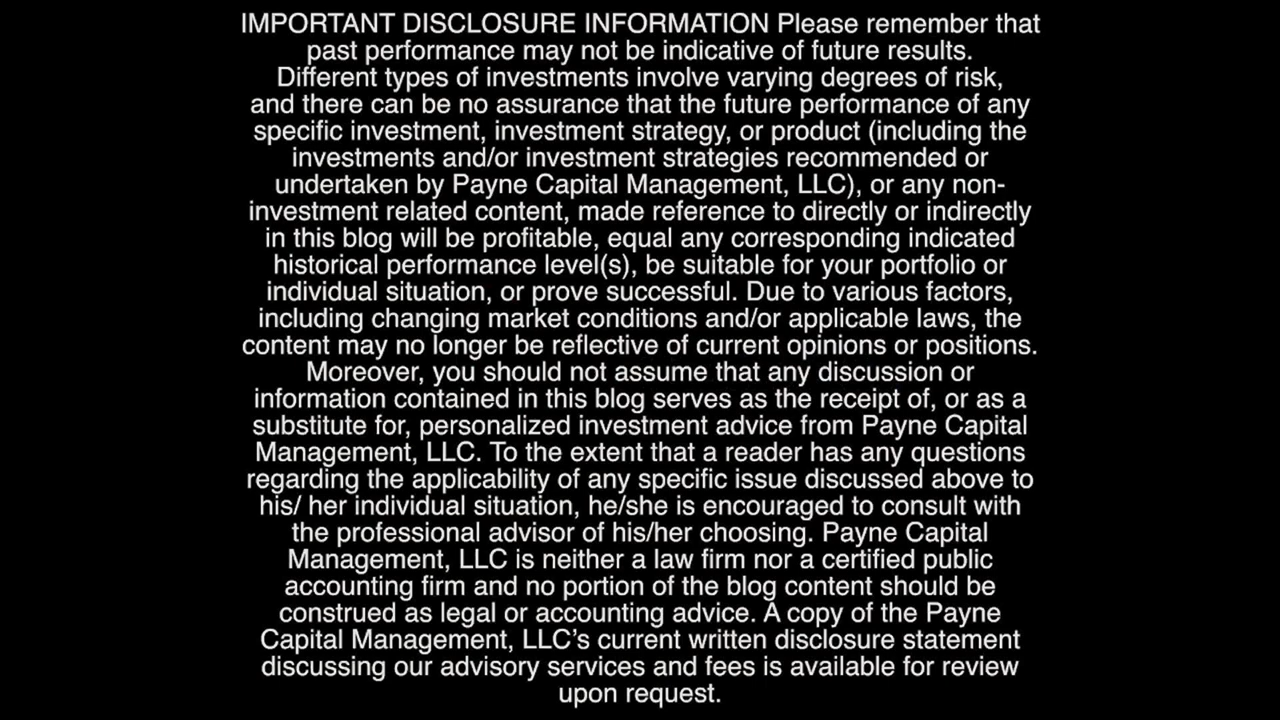 IMPORTANT DISCLOSURE INFORMATION Please remember that
past performance may not be indicative of future results.
Different types of investments involve varying degrees of risk,
and there can be no assurance that the future performance of any
specific investment, investment strategy, or product (including the
investments and/or investment strategies recommended or
undertaken by Payne Capital Management, LLC), or any non-
investment related content, made reference to directly or indirectly
in this blog will be profitable, equal any corresponding indicated
historical performance level(s), be suitable for your portfolio or
individual situation, or prove successful. Due to various factors,
including changing market conditions and/or applicable laws, the
content may no longer be reflective of current opinions or positions.
Moreover, you should not assume that any discussion or
information contained in this blog serves as the receipt of, or as a
substitute for, personalized investment advice from Payne Capital
Management, LLC. To the extent that a reader has any questions
regarding the applicability of any specific issue discussed above to
his/ her individual situation, he/she is encouraged to consult with
the professional advisor of his/her choosing. Payne Capital
Management, LLC is neither a law firm nor a certified public
accounting firm and no portion of the blog content should be
construed as legal or accounting advice. A copy of the Payne
Capital Management, LLC’s current written disclosure statement
discussing our advisory services and fees is available for review
upon request.